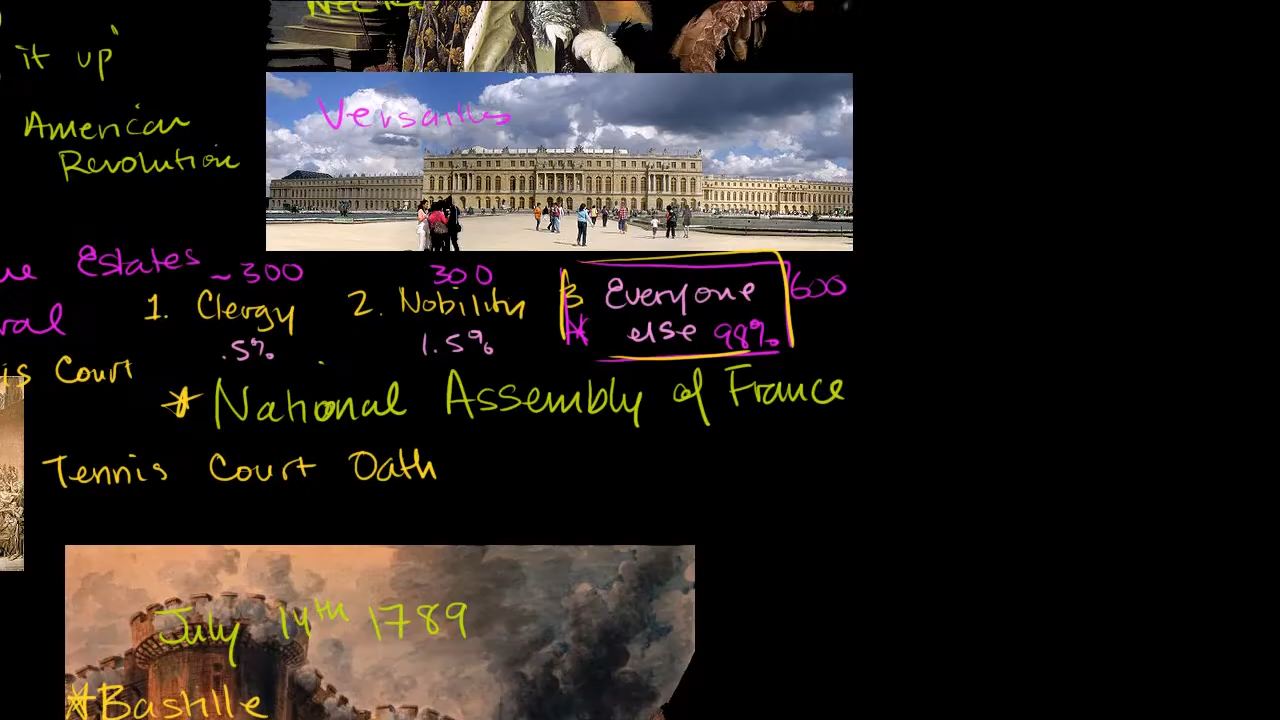 it up"
American
Revolution
Versailles
Estates ~300 300 600
1. Clergy 2. Nobility 3 Everyone
else 98%
.5% 1.5%
Court
* National Assembly of France
Tennis Court Oath
July 14th 1789
*Bastille